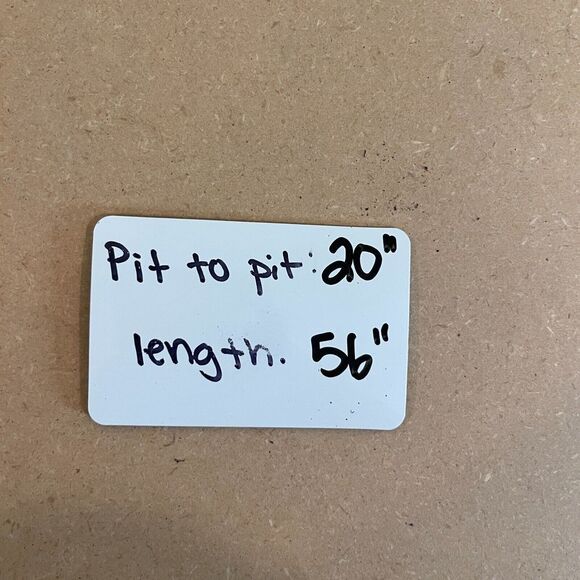 Pit to pit: 20"
length. 56"